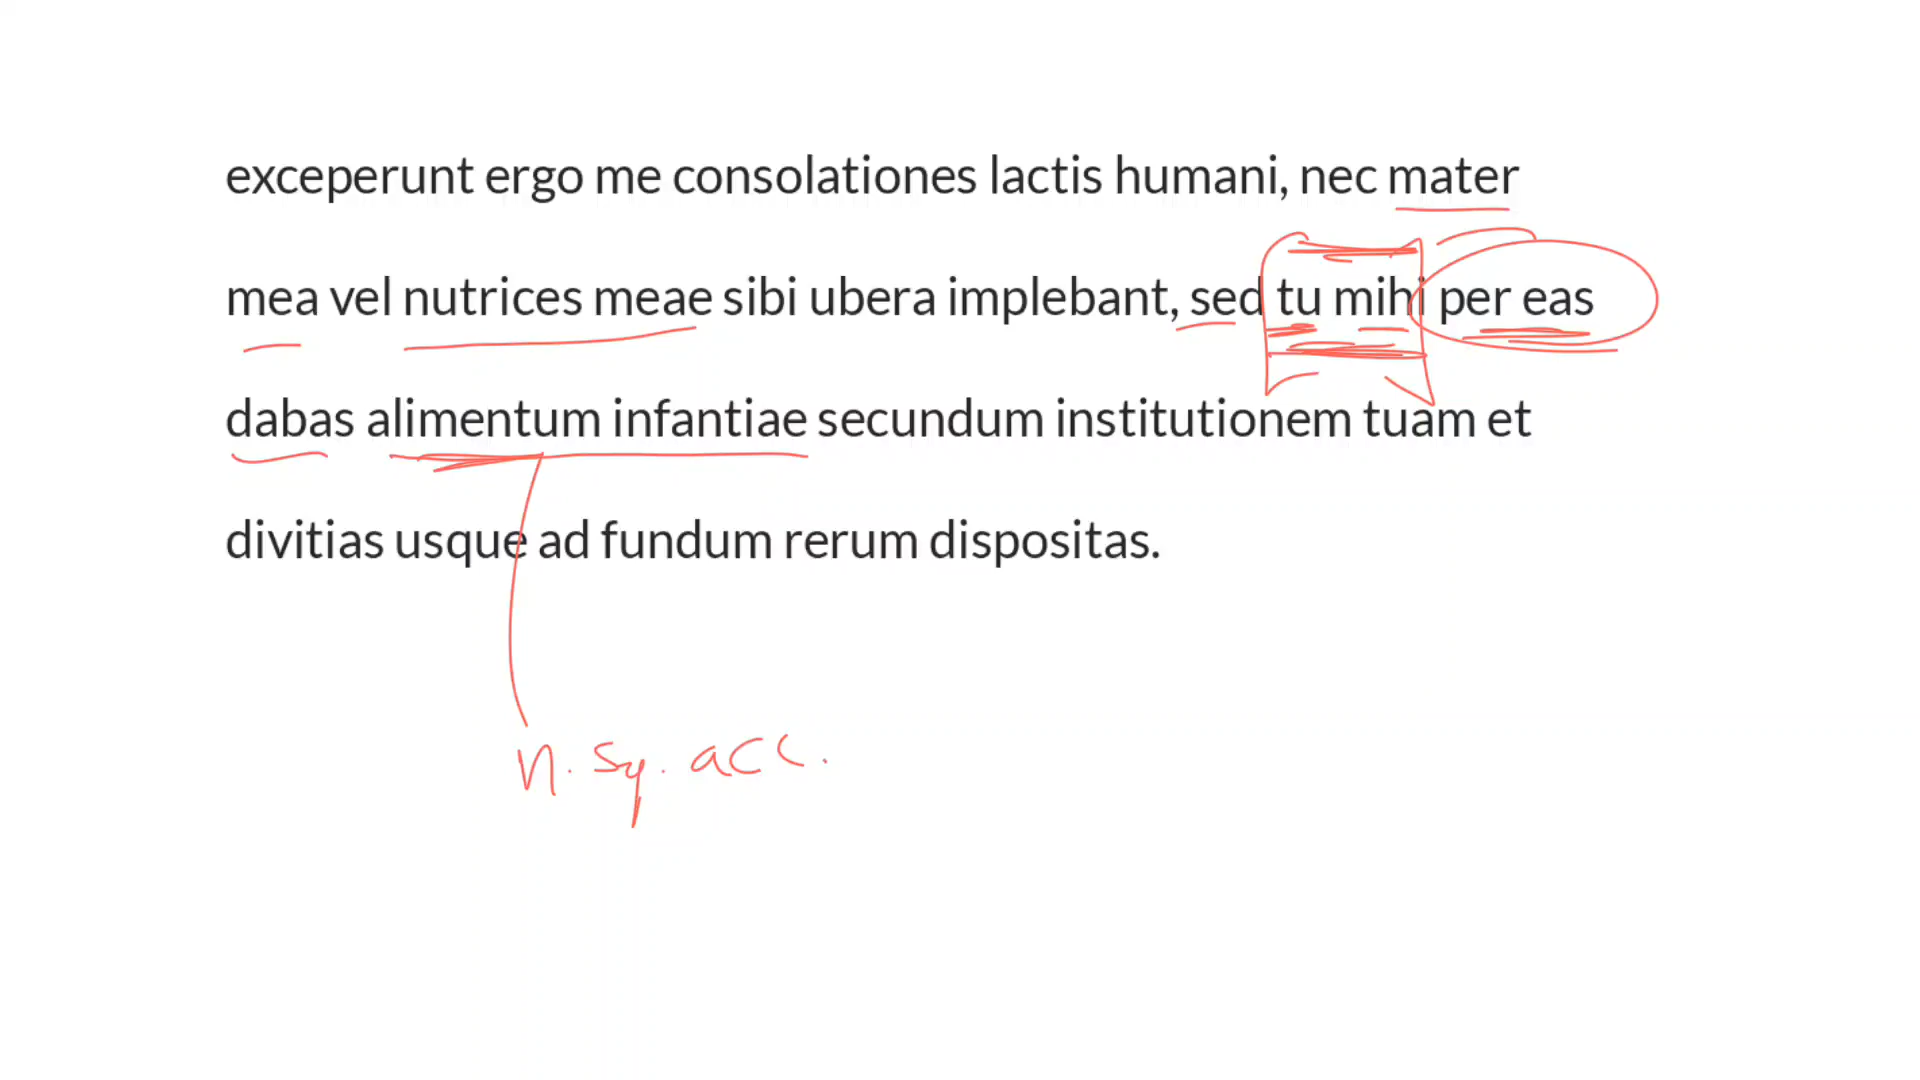 exceperunt ergo me consolationes lactis humani, nec mater
mea vel nutrices meae sibi ubera implebant, sed tu mihi per eas
dabas alimentum infantiae secundum institutionem tuam et
divitias usque ad fundum rerum dispositas.
n. sg. acc.